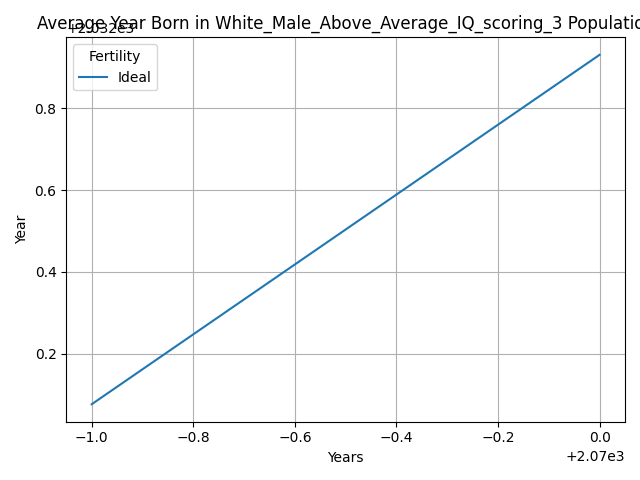 Average Year Born in White_Male_Above_Average_IQ_scoring_3 Populatio
Fertility
Ideal
0.8
0.6
0.4
0.2
Year
−1.0 −0.8 −0.6 −0.4 −0.2 0.0
Years
+2.07e3